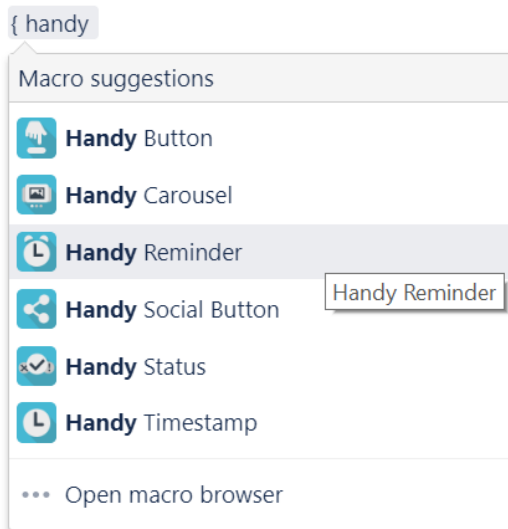 { handy
Macro suggestions
Handy Button
Handy Carousel
Handy Reminder
Handy Reminder
Handy Social Button
Handy Status
Handy Timestamp
Open macro browser